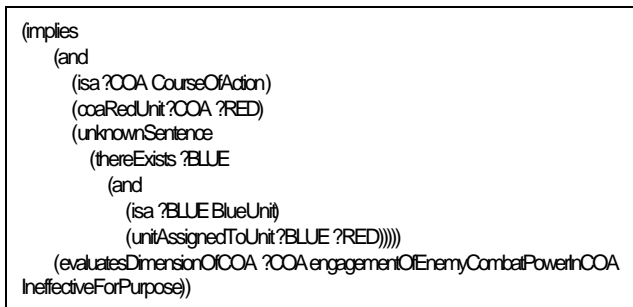 (implies
(and
(isa ?COA CourseOfAction)
(coaRedUnit ?COA ?RED)
(unknownSentence
(thereExists ?BLUE
(and
(isa ?BLUE BlueUnit)
(unitAssignedToUnit ?BLUE ?RED)))))
(evaluatesDimensionOfCOA ?COA engagementOfEnemyCombatPowerInCOA
IneffectiveForPurpose))